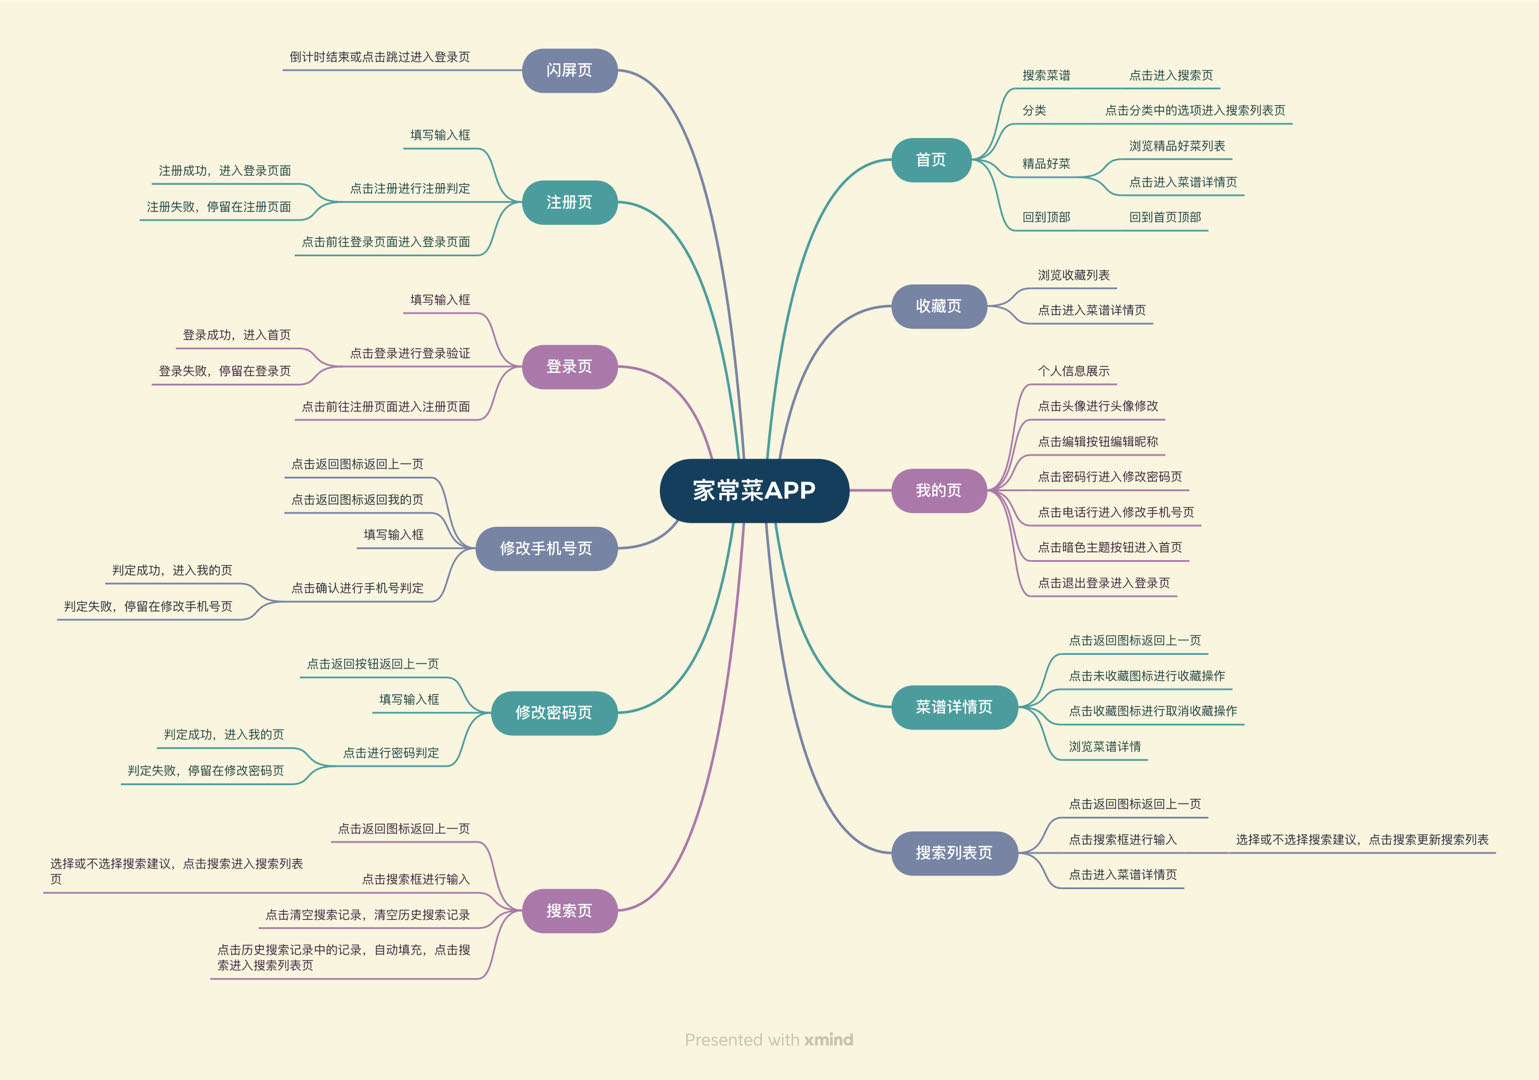 家常菜APP
首页
搜索菜谱
点击进入搜索页
分类
点击分类中的选项进入搜索列表页
精品好菜
浏览精品好菜列表
点击进入菜谱详情页
回到顶部
回到首页顶部
收藏页
浏览收藏列表
点击进入菜谱详情页
我的页
个人信息展示
点击头像进行头像修改
点击编辑按钮编辑昵称
点击密码行进入修改密码页
点击电话行进入修改手机号页
点击暗色主题按钮进入首页
点击退出登录进入登录页
菜谱详情页
点击返回图标返回上一页
点击未收藏图标进行收藏操作
点击收藏图标进行取消收藏操作
浏览菜谱详情
搜索列表页
点击返回图标返回上一页
点击搜索框进行输入
选择或不选择搜索建议，点击搜索更新搜索列表
点击进入菜谱详情页
闪屏页
倒计时结束或点击跳过进入登录页
注册页
填写输入框
点击注册进行注册判定
注册成功，进入登录页面
注册失败，停留在注册页面
点击前往登录页面进入登录页面
登录页
填写输入框
点击登录进行登录验证
登录成功，进入首页
登录失败，停留在登录页
点击前往注册页面进入注册页面
修改手机号页
点击返回图标返回上一页
点击返回图标返回我的页
填写输入框
点击确认进行手机号判定
判定成功，进入我的页
判定失败，停留在修改手机号页
修改密码页
点击返回按钮返回上一页
填写输入框
点击进行密码判定
判定成功，进入我的页
判定失败，停留在修改密码页
搜索页
点击返回图标返回上一页
点击搜索框进行输入
选择或不选择搜索建议，点击搜索进入搜索列表
页
点击清空搜索记录，清空历史搜索记录
点击历史搜索记录中的记录，自动填充，点击搜
索进入搜索列表页
Presented with xmind